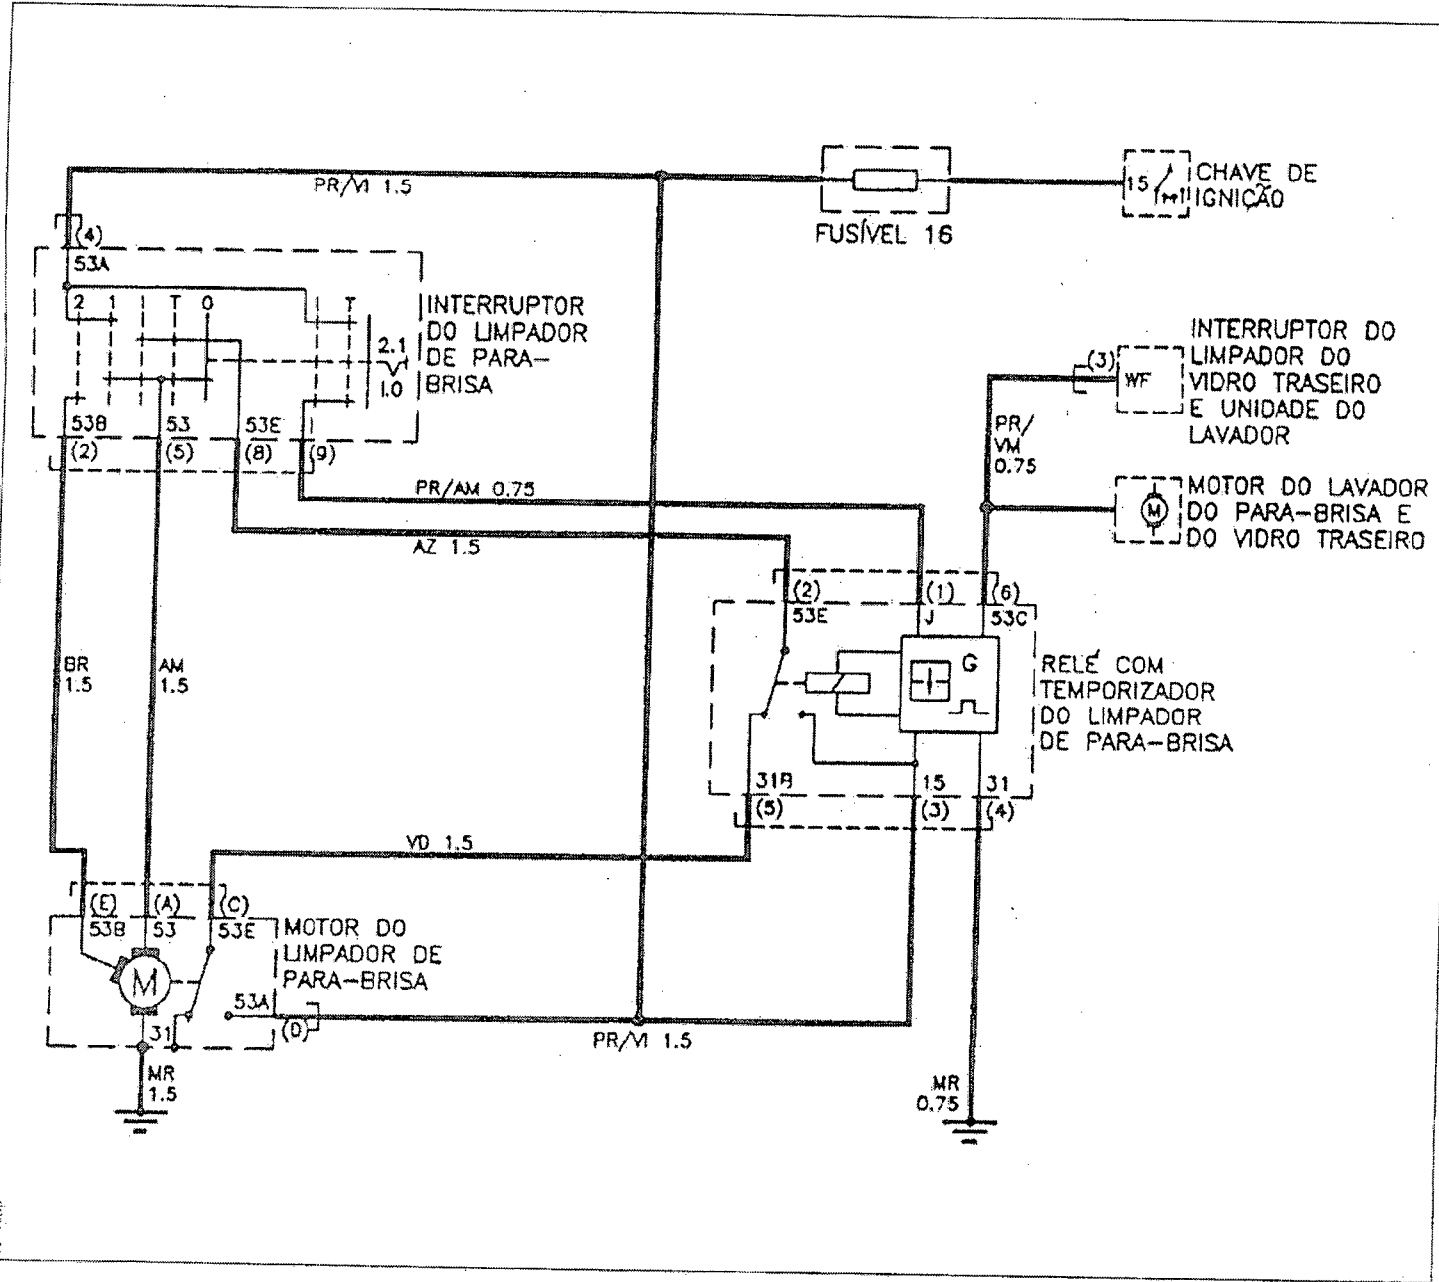 PR/VI 1.5
FUSÍVEL 16
15
CHAVE DE
IGNIÇÃO
(4)
53A
2 1 I T 0
I T
2.1
1.0
INTERRUPTOR
DO LIMPADOR
DE PARA-
BRISA
53B 53 53E
(2) (5) (8) (9)
(3)
WF
INTERRUPTOR DO
LIMPADOR DO
VIDRO TRASEIRO
E UNIDADE DO
LAVADOR
PR/
VM
0.75
PR/AM 0.75
AZ 1.5
M
MOTOR DO LAVADOR
DO PARA-BRISA E
DO VIDRO TRASEIRO
(2) (1) (6)
53E J 53C
G
RELÉ COM
TEMPORIZADOR
DO LIMPADOR
DE PARA-BRISA
31B 15 31
(5) (3) (4)
BR
1.5
AM
1.5
VD 1.5
(E) (A) (C)
53B 53 53E
M
53A
31
(D)
MOTOR DO
LIMPADOR DE
PARA-BRISA
PR/VI 1.5
MR
1.5
MR
0.75